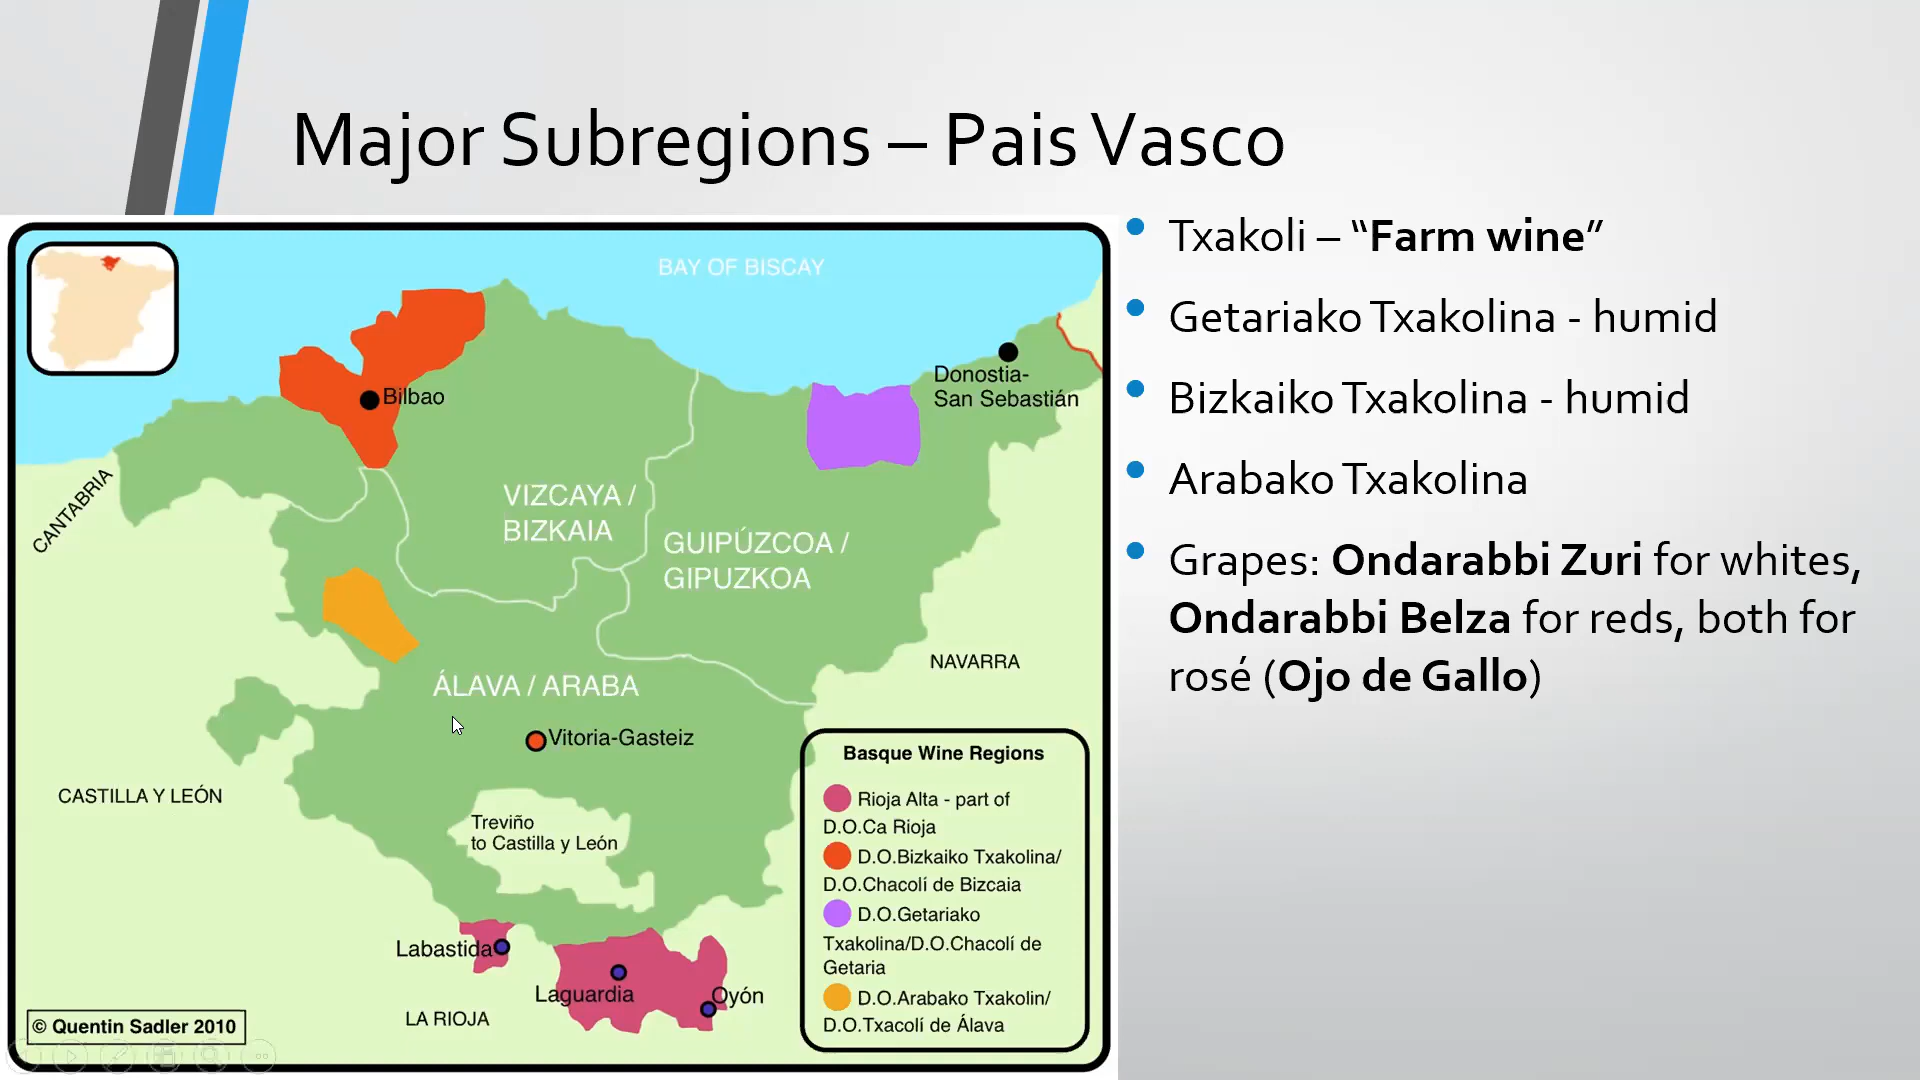 Major Subregions – Pais Vasco
BAY OF BISCAY
Bilbao
Donostia-
San Sebastián
CANTABRIA
VIZCAYA /
BIZKAIA
GUIPÚZCOA /
GIPUZKOA
NAVARRA
ÁLAVA / ARABA
Vitoria-Gasteiz
CASTILLA Y LEÓN
Treviño
to Castilla y León
Labastida
Laguardia
Oyón
LA RIOJA
© Quentin Sadler 2010
Basque Wine Regions
Rioja Alta - part of
D.O.Ca Rioja
D.O.Bizkaiko Txakolina/
D.O.Chacolí de Bizcaia
D.O.Getariako
Txakolina/D.O.Chacolí de
Getaria
D.O.Arabako Txakolin/
D.O.Txacolí de Álava
• Txakoli – “Farm wine”
• Getariako Txakolina - humid
• Bizkaiko Txakolina - humid
• Arabako Txakolina
• Grapes: Ondarabbi Zuri for whites,
Ondarabbi Belza for reds, both for
rosé (Ojo de Gallo)